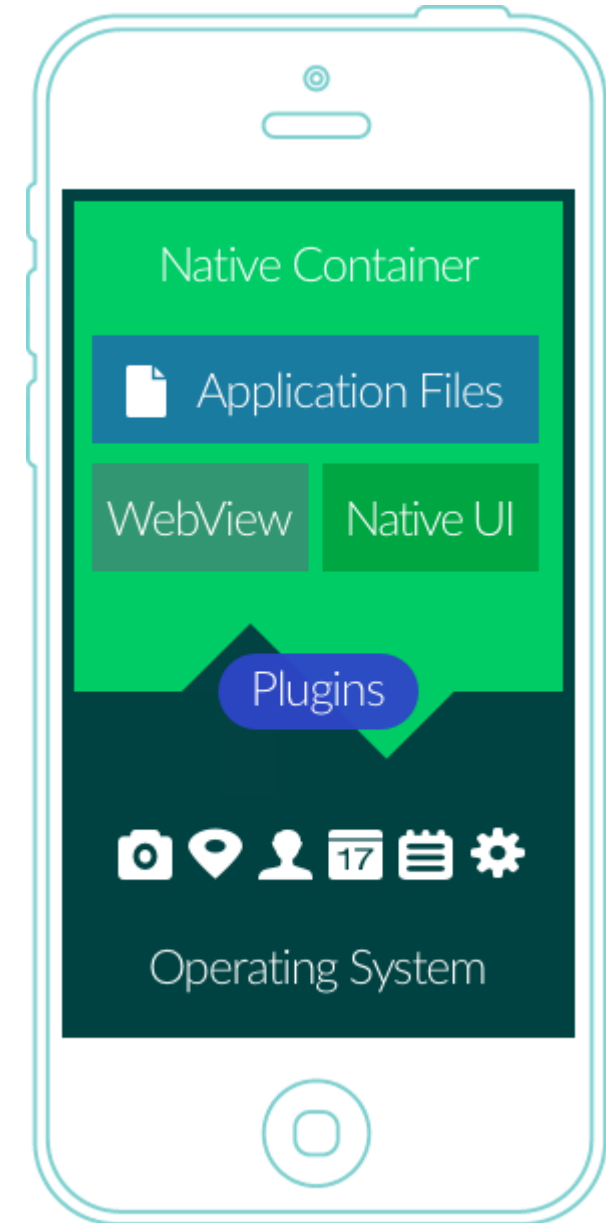 Native Container
Application Files
WebView Native UI
Plugins
17
Operating System